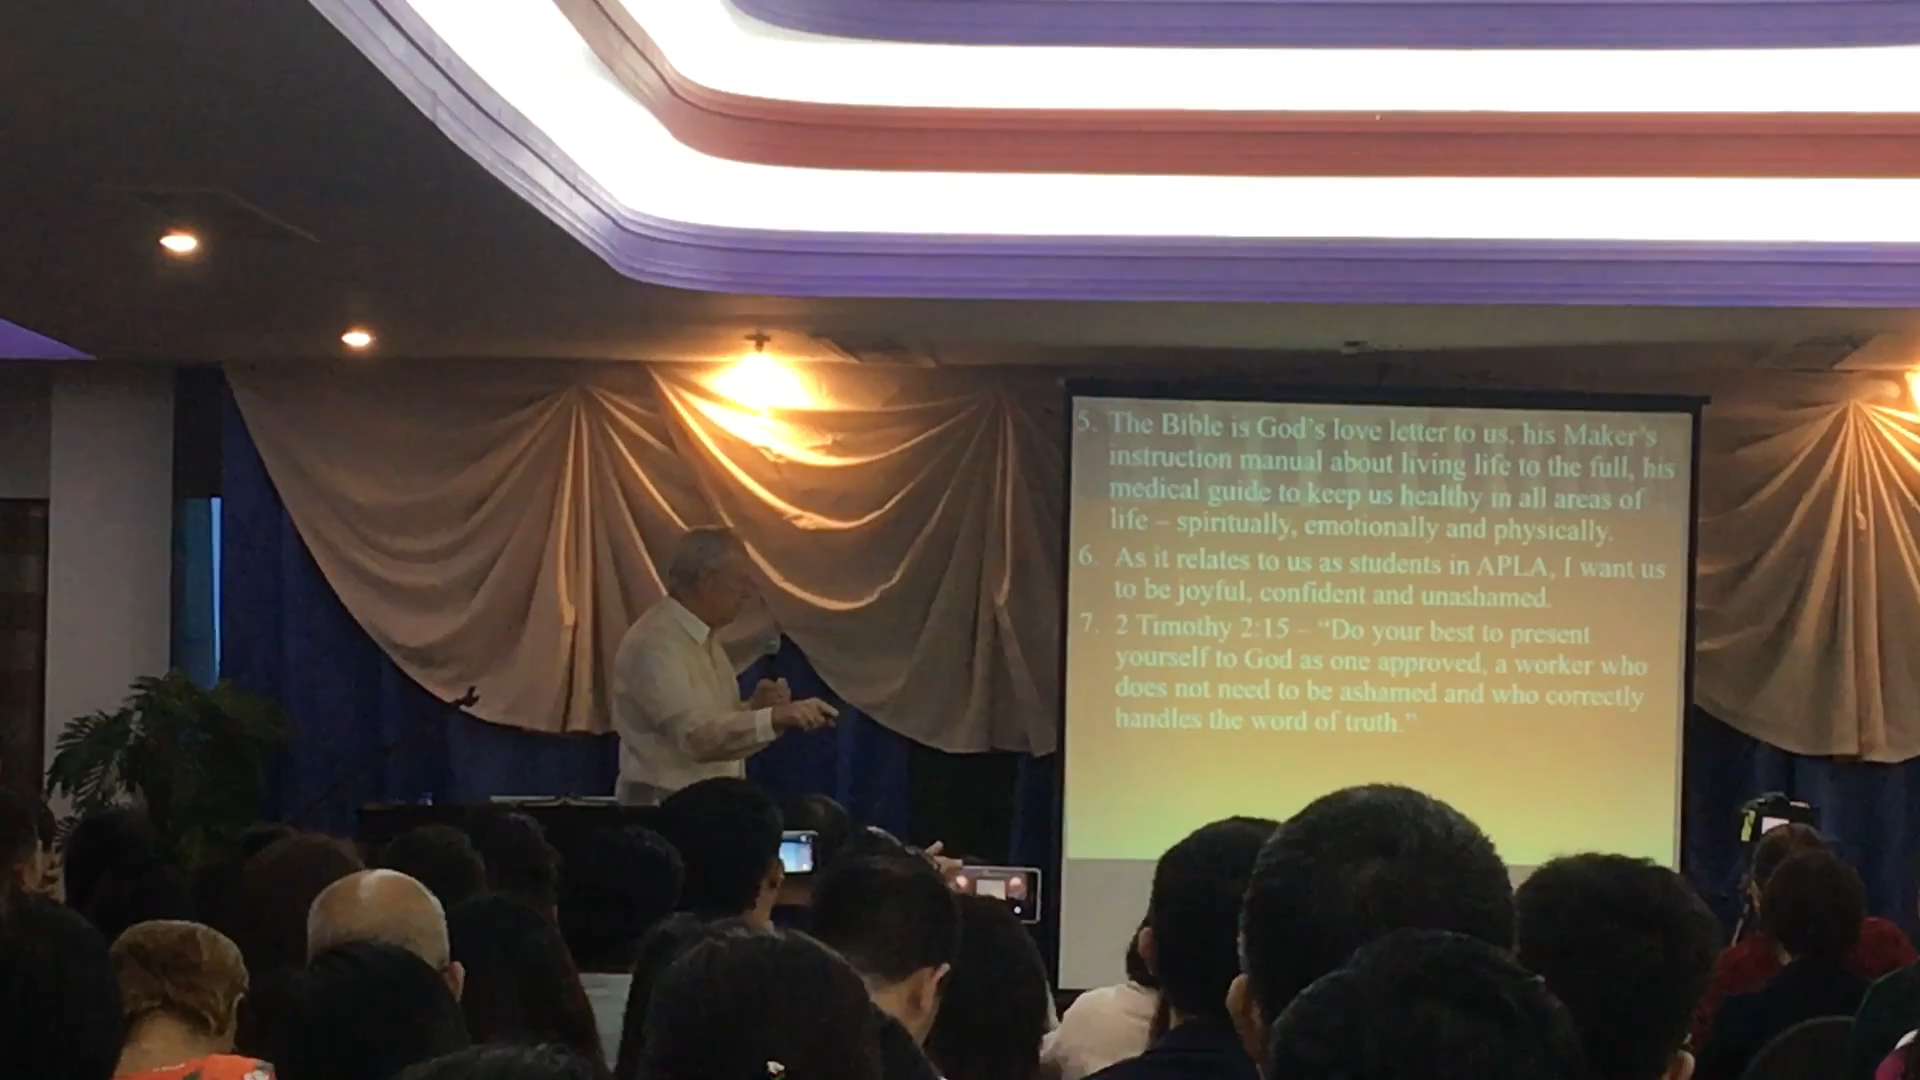 5. The Bible is God's love letter to us, his Maker's
instruction manual about living life to the full, his
medical guide to keep us healthy in all areas of
life – spiritually, emotionally and physically.
6. As it relates to us as students in APLA, I want us
to be joyful, confident and unashamed.
7. 2 Timothy 2:15 – “Do your best to present
yourself to God as one approved, a worker who
does not need to be ashamed and who correctly
handles the word of truth.”